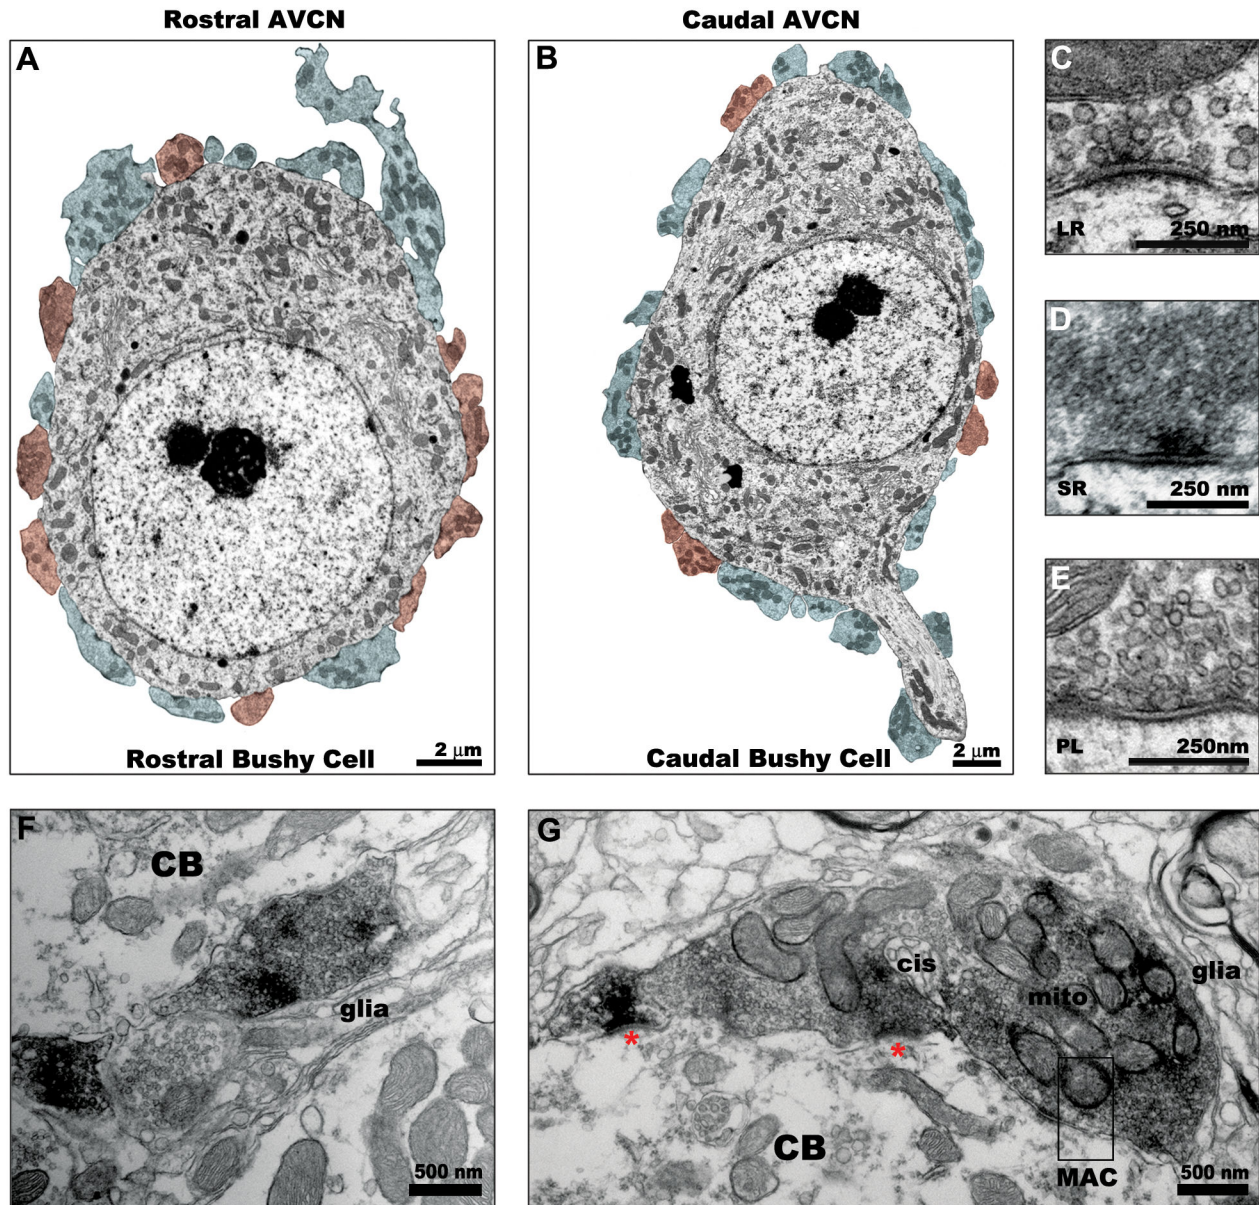 Rostral AVCN
Caudal AVCN
A
Rostral Bushy Cell
2 μm
B
Caudal Bushy Cell
2 μm
C
LR
250 nm
D
SR
250 nm
E
PL
250nm
F
CB
glia
500 nm
G
cis
mito
glia
*
*
CB
MAC
500 nm